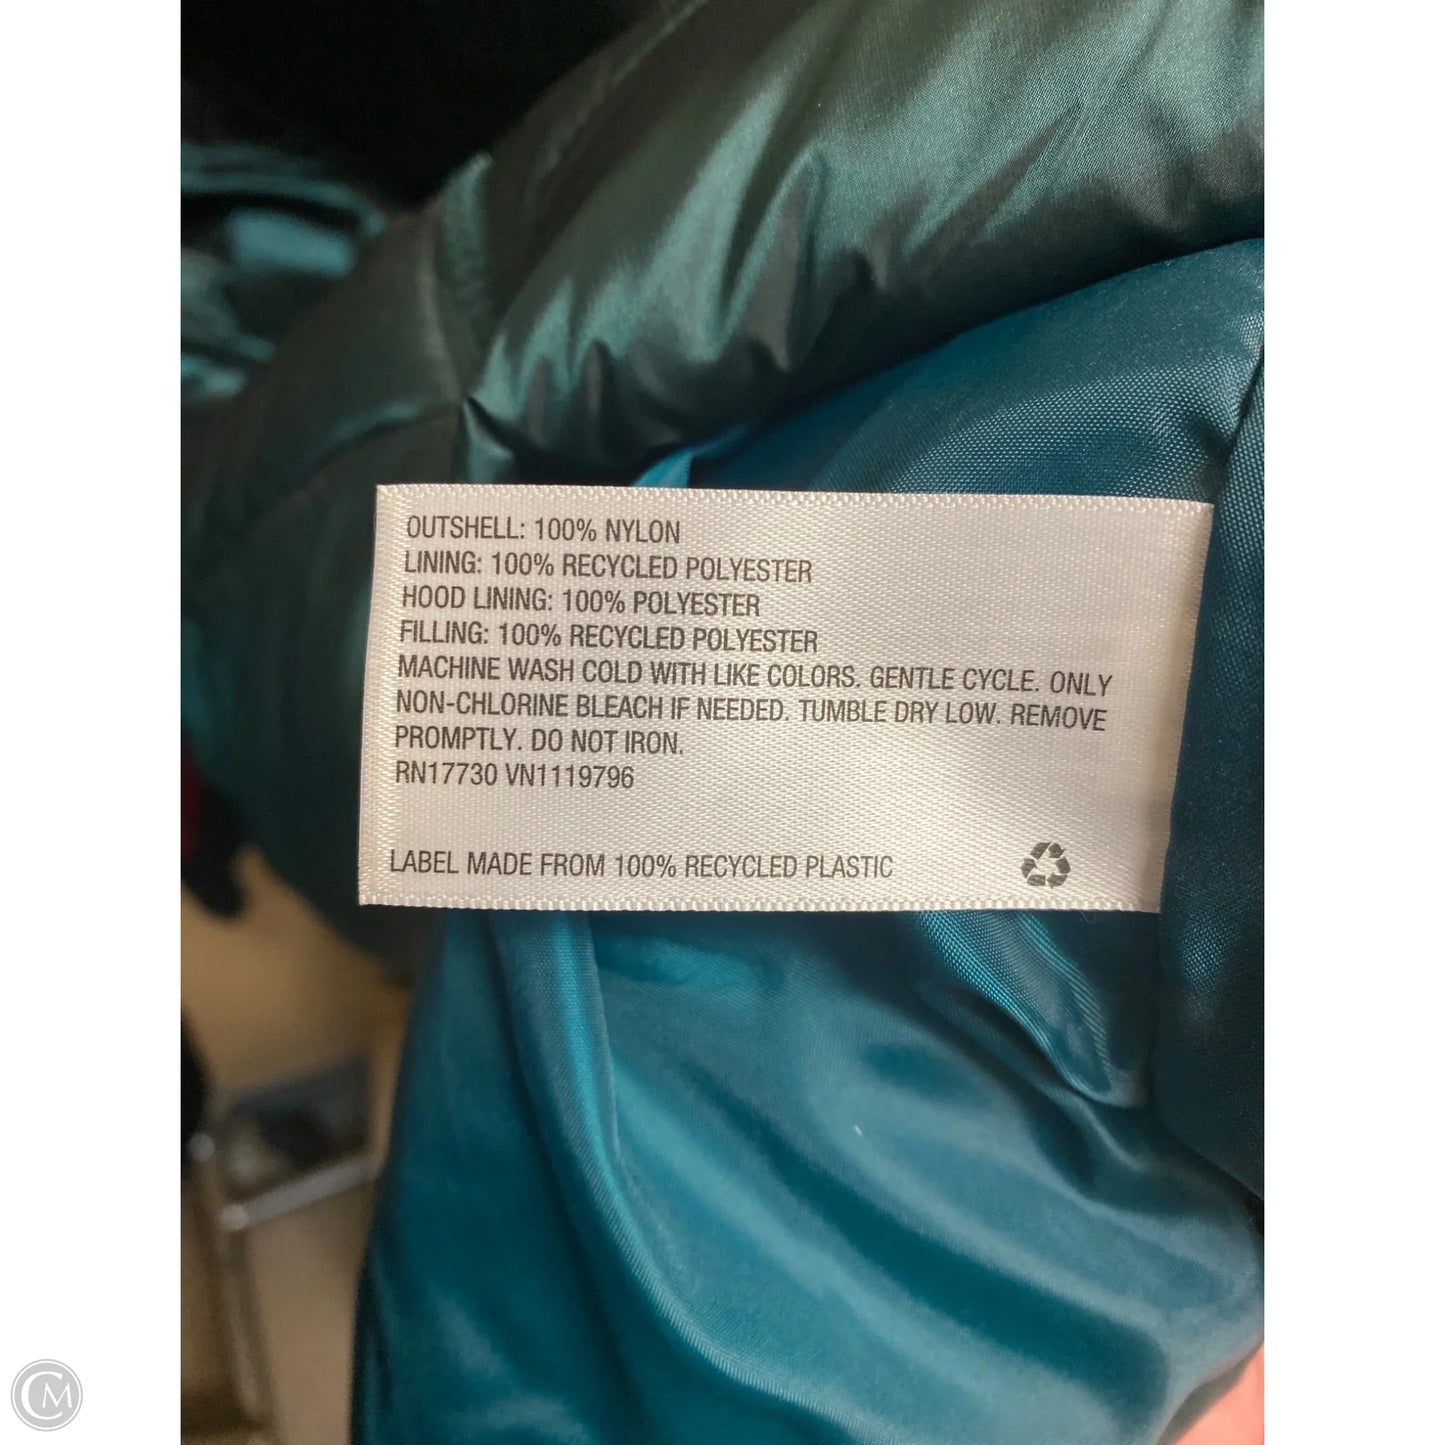 OUTSHELL: 100% NYLON
LINING: 100% RECYCLED POLYESTER
HOOD LINING: 100% POLYESTER
FILLING: 100% RECYCLED POLYESTER
MACHINE WASH COLD WITH LIKE COLORS. GENTLE CYCLE. ONLY
NON-CHLORINE BLEACH IF NEEDED. TUMBLE DRY LOW. REMOVE
PROMPTLY. DO NOT IRON.
RN17730 VN1119796
LABEL MADE FROM 100% RECYCLED PLASTIC
CM